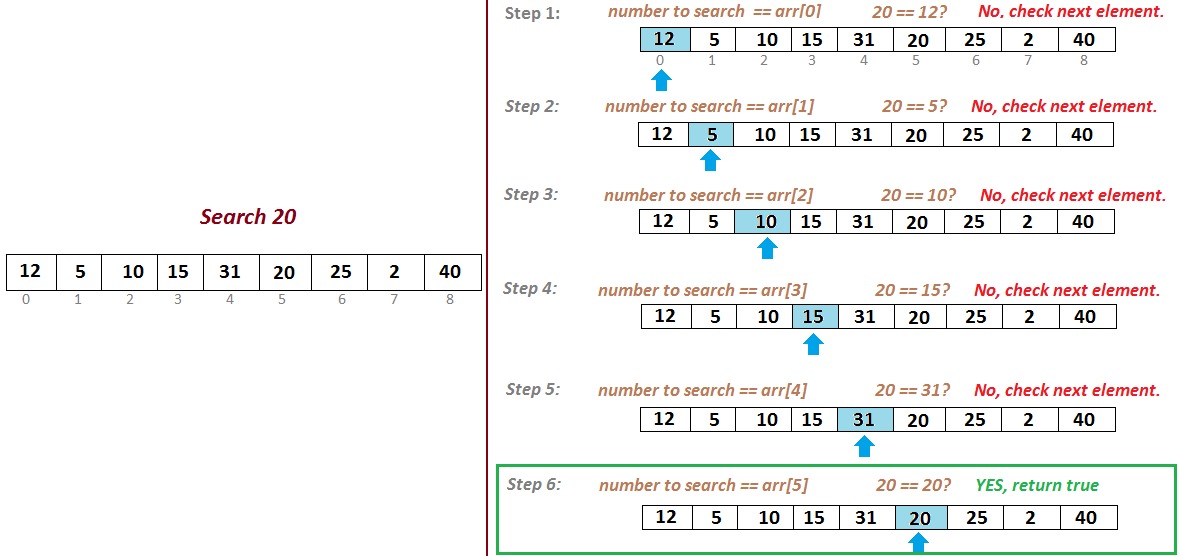 Search 20
12 5 10 15 31 20 25 2 40
0 1 2 3 4 5 6 7 8
Step 1: number to search == arr[0] 20 == 12? No, check next element.
12 5 10 15 31 20 25 2 40
0 1 2 3 4 5 6 7 8
Step 2: number to search == arr[1] 20 == 5? No, check next element.
12 5 10 15 31 20 25 2 40
Step 3: number to search == arr[2] 20 == 10? No, check next element.
12 5 10 15 31 20 25 2 40
Step 4: number to search == arr[3] 20 == 15? No, check next element.
12 5 10 15 31 20 25 2 40
Step 5: number to search == arr[4] 20 == 31? No, check next element.
12 5 10 15 31 20 25 2 40
Step 6: number to search == arr[5] 20 == 20? YES, return true
12 5 10 15 31 20 25 2 40